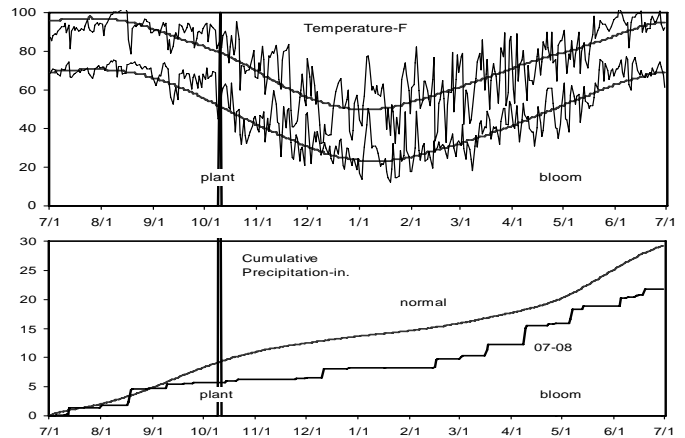 100
Temperature-F
80
60
40
20
plant bloom
0
7/1 8/1 9/1 10/1 11/1 12/1 1/1 2/1 3/1 4/1 5/1 6/1 7/1
30
Cumulative
25
Precipitation-in.
20
normal
15
07-08
10
5
plant bloom
0
7/1 8/1 9/1 10/1 11/1 12/1 1/1 2/1 3/1 4/1 5/1 6/1 7/1